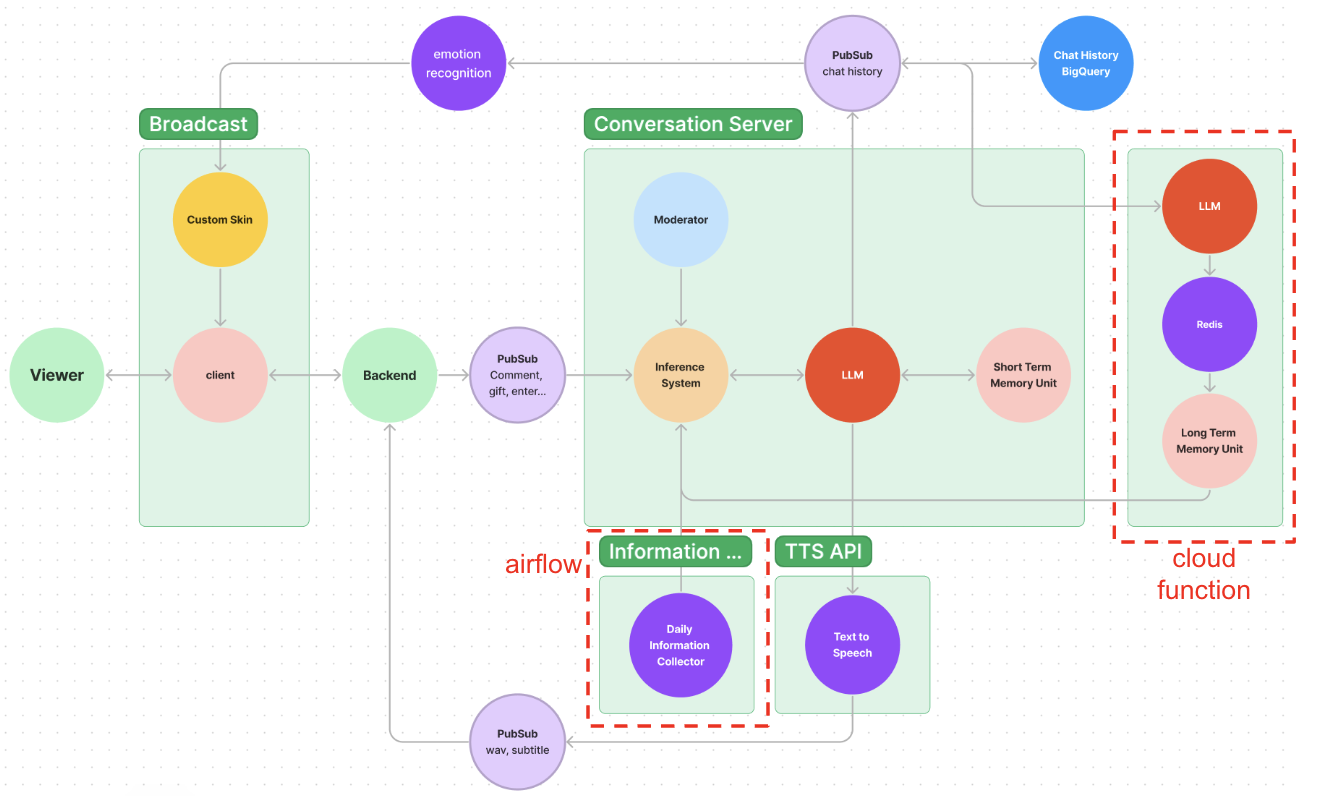 emotion
recognition
PubSub
chat history
Chat History
BigQuery
Broadcast
Conversation Server
Custom Skin
Moderator
LLM
Redis
Viewer
client
Backend
PubSub
Comment,
gift, enter...
Inference
System
LLM
Short Term
Memory Unit
Long Term
Memory Unit
airflow
Information ...
TTS API
cloud
function
Daily
Information
Collector
Text to
Speech
PubSub
wav, subtitle